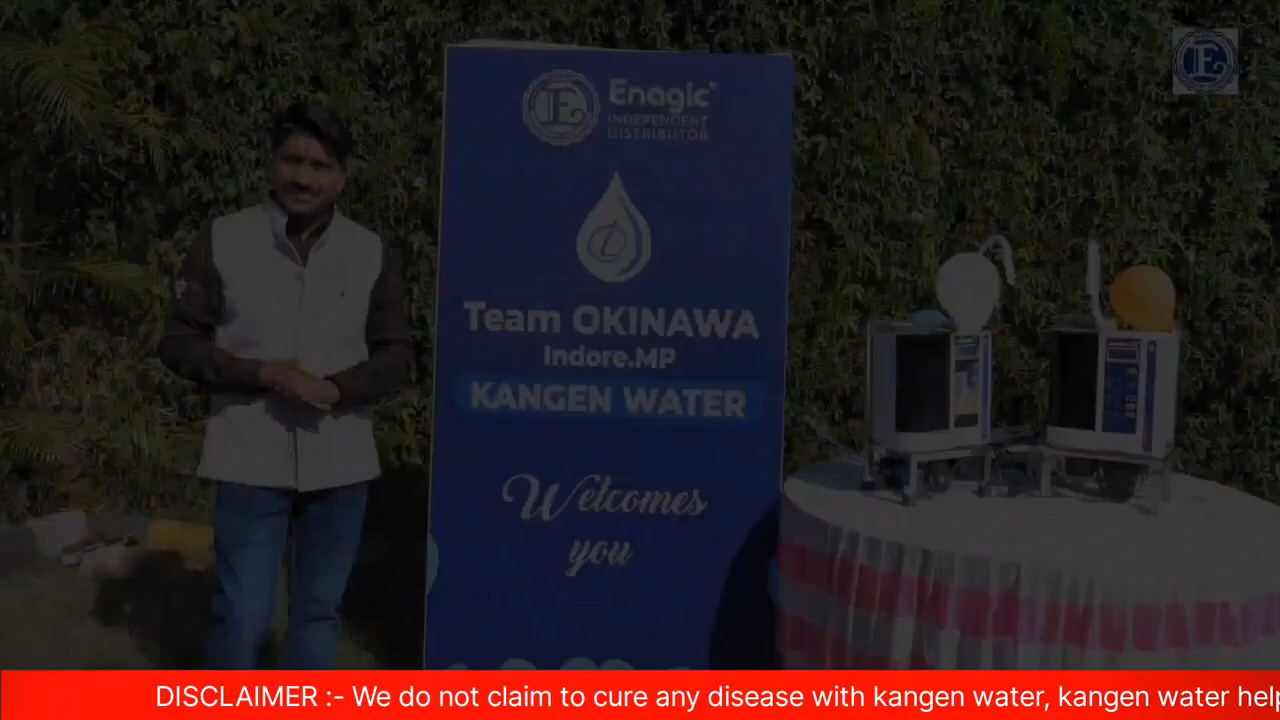 Enagic®
INDEPENDENT
DISTRIBUTOR
Team OKINAWA
Indore.MP
KANGEN WATER
Welcomes
you
DISCLAIMER :- We do not claim to cure any disease with kangen water, kangen water help